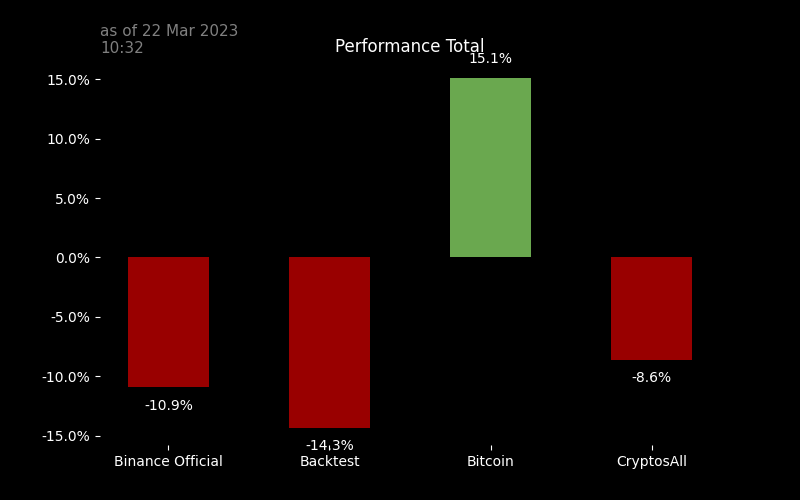 as of 22 Mar 2023
10:32
Performance Total
15.1%
15.0%
10.0%
5.0%
0.0%
-5.0%
-10.0%
-15.0%
-10.9%
-14.3%
-8.6%
Binance Official
Backtest
Bitcoin
CryptosAll